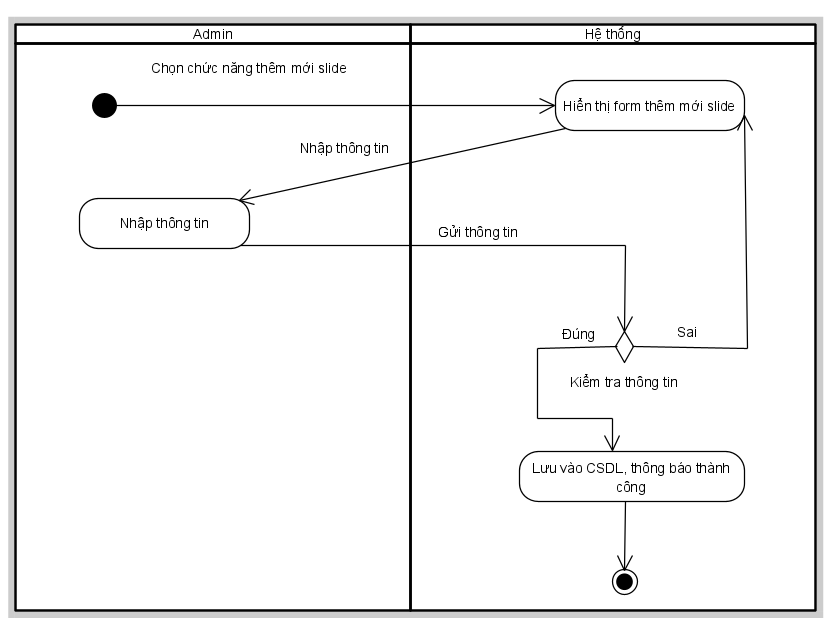 Admin
Hệ thống
Chọn chức năng thêm mới slide
Hiển thị form thêm mới slide
Nhập thông tin
Nhập thông tin
Gửi thông tin
Đúng
Sai
Kiểm tra thông tin
Lưu vào CSDL, thông báo thành
công